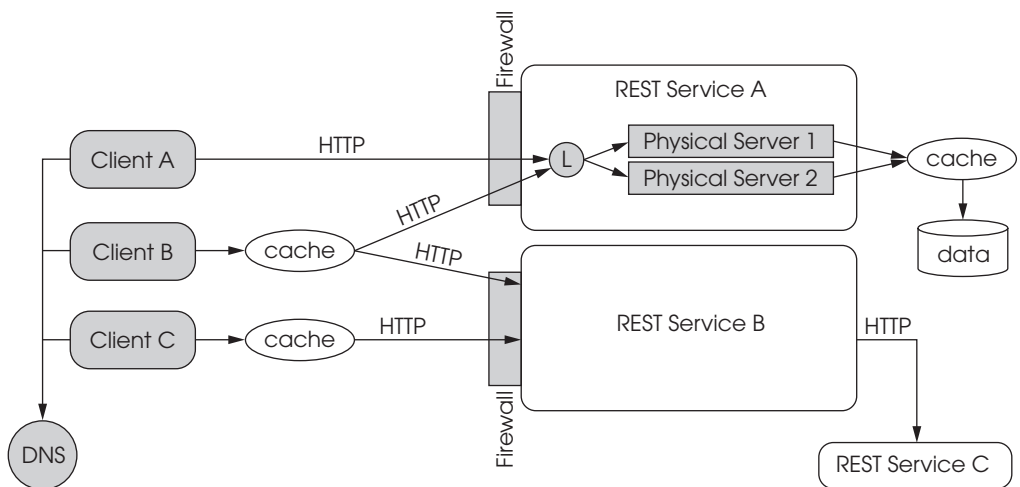 Firewall
REST Service A
Client A
HTTP
L
Physical Server 1
Physical Server 2
cache
HTTP
Client B
cache
HTTP
data
Client C
cache
HTTP
REST Service B
HTTP
Firewall
DNS
REST Service C